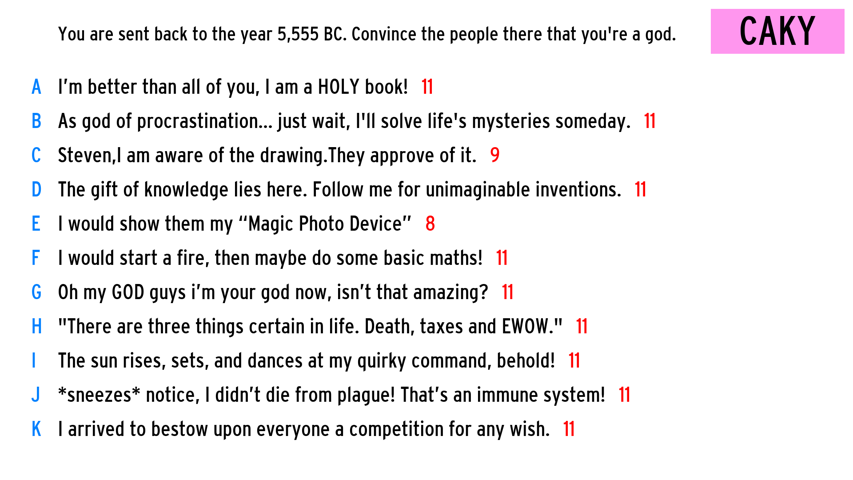 You are sent back to the year 5,555 BC. Convince the people there that you're a god.
CAKY
A I’m better than all of you, I am a HOLY book! 11
B As god of procrastination... just wait, I'll solve life's mysteries someday. 11
C Steven,I am aware of the drawing.They approve of it. 9
D The gift of knowledge lies here. Follow me for unimaginable inventions. 11
E I would show them my “Magic Photo Device” 8
F I would start a fire, then maybe do some basic maths! 11
G Oh my GOD guys i’m your god now, isn’t that amazing? 11
H "There are three things certain in life. Death, taxes and EWOW." 11
I The sun rises, sets, and dances at my quirky command, behold! 11
J *sneezes* notice, I didn’t die from plague! That’s an immune system! 11
K I arrived to bestow upon everyone a competition for any wish. 11